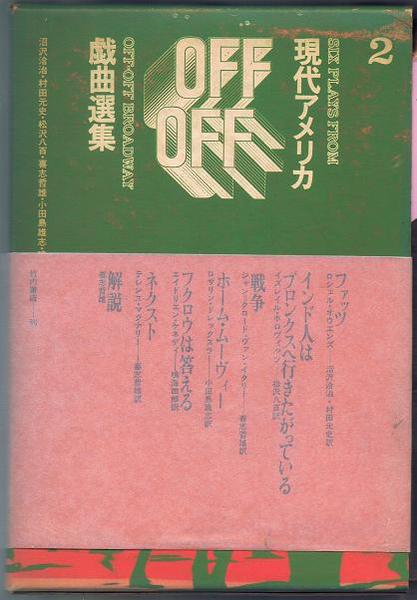 2
SIX PLAYS FROM
現代アメリカ
OFF
OFF
OFF-OFF BROADWAY
戯曲選集
沼沢洽治・村田元史・松沢八百・喜志哲雄・小田島雄志・
ファッツ
ロシェル・オウエンズ 沼沢洽治・村田元史訳
インド人は
ブロンクスへ行きたがっている
イズレイル・ホロヴィッツ 松沢八百訳
戦争
ジャン=クロード・ヴァン・イタリー 喜志哲雄訳
ホーム・ムーヴィー
ロザリン・ドレックスラー 小田島雄志訳
フクロウは答える
エイドリエン・ケネディ 鳴海四郎訳
ネクスト
テレンス・マクナリー 喜志哲雄訳
解説
喜志哲雄
竹内書店 刊